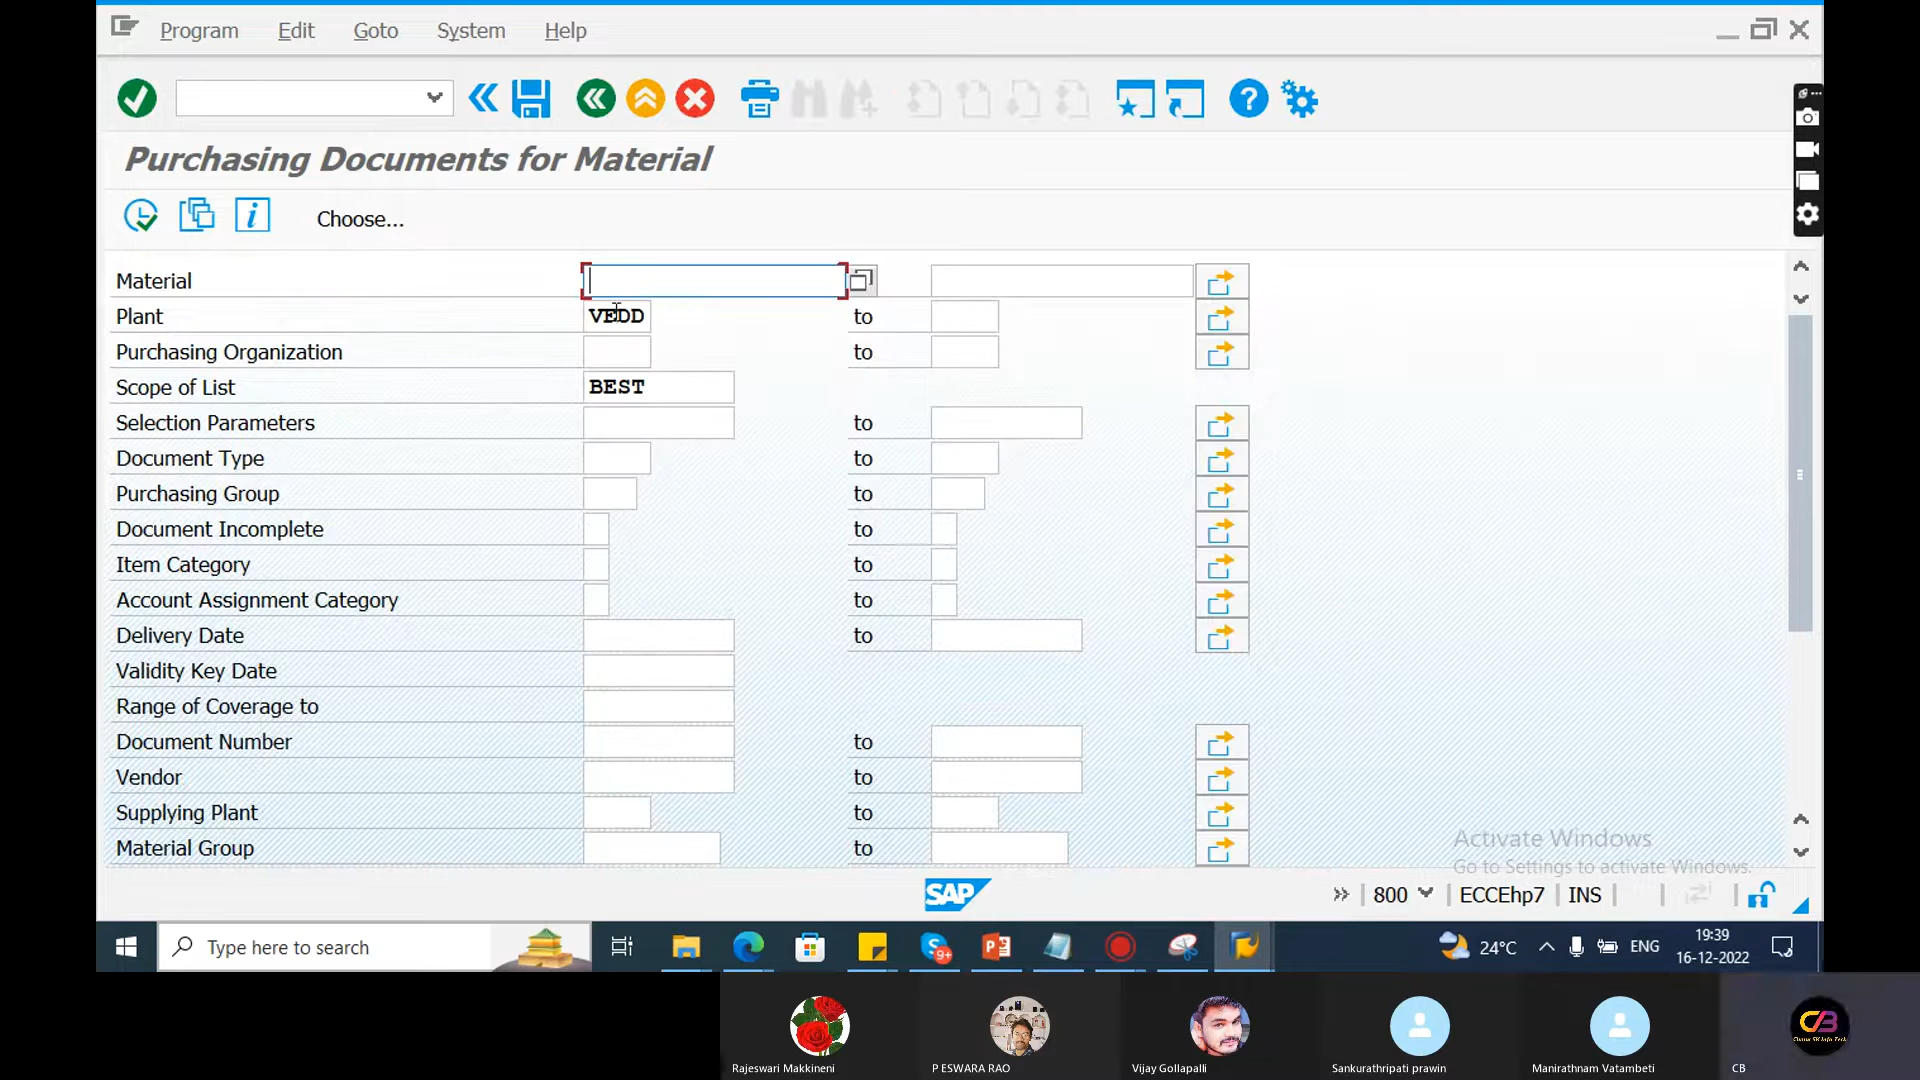 Program Edit Goto System Help
Purchasing Documents for Material
Choose...
Material
Plant VEDD to
Purchasing Organization to
Scope of List BEST
Selection Parameters to
Document Type to
Purchasing Group to
Document Incomplete to
Item Category to
Account Assignment Category to
Delivery Date to
Validity Key Date
Range of Coverage to
Document Number to
Vendor to
Supplying Plant to
Material Group to
Activate Windows
Go to Settings to activate Windows.
SAP 800 ECCEhp7 INS
Type here to search 9+ 24°C ENG 19:39
16-12-2022
Rajeswari Makkineni P ESWARA RAO Vijay Gollapalli Sankurathripati prawin Manirathnam Vatambeti CB